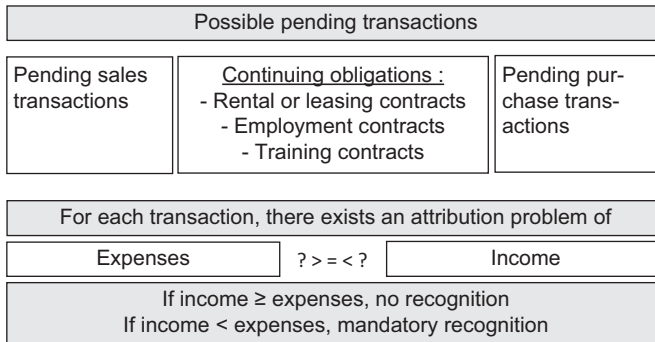 Possible pending transactions
Pending sales
transactions
Continuing obligations :
- Rental or leasing contracts
- Employment contracts
- Training contracts
Pending pur-
chase trans-
actions
For each transaction, there exists an attribution problem of
Expenses
? > = < ?
Income
If income ≥ expenses, no recognition
If income < expenses, mandatory recognition